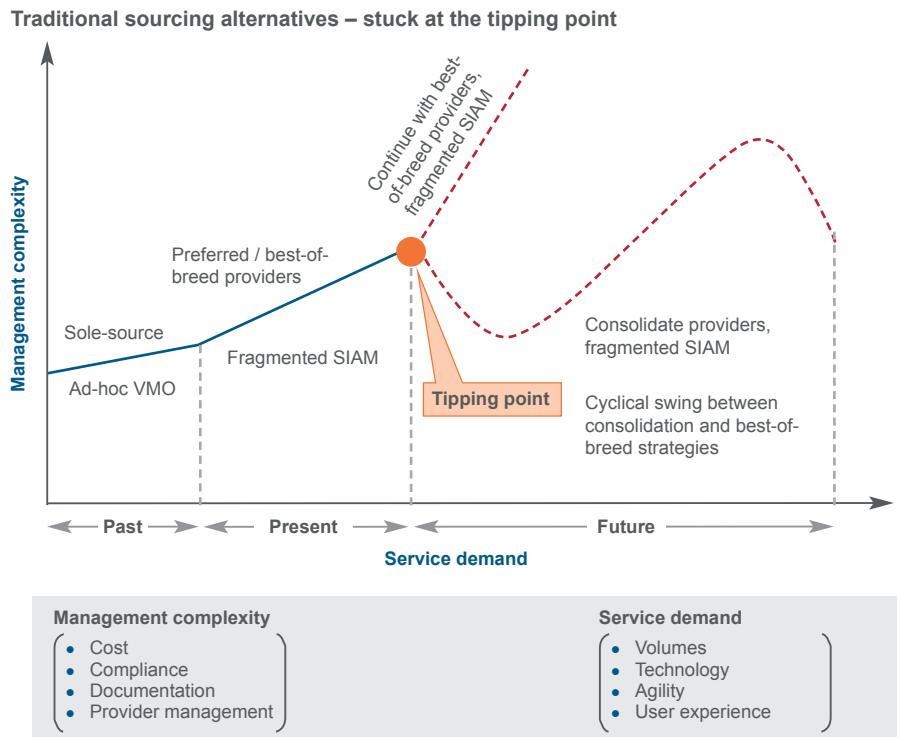 Traditional sourcing alternatives – stuck at the tipping point
Management complexity
Continue with best-
of-breed providers,
fragmented SIAM
Preferred / best-of-
breed providers
Sole-source
Ad-hoc VMO
Fragmented SIAM
Tipping point
Consolidate providers,
fragmented SIAM
Cyclical swing between
consolidation and best-of-
breed strategies
Past
Present
Future
Service demand
Management complexity
• Cost
• Compliance
• Documentation
• Provider management
Service demand
• Volumes
• Technology
• Agility
• User experience